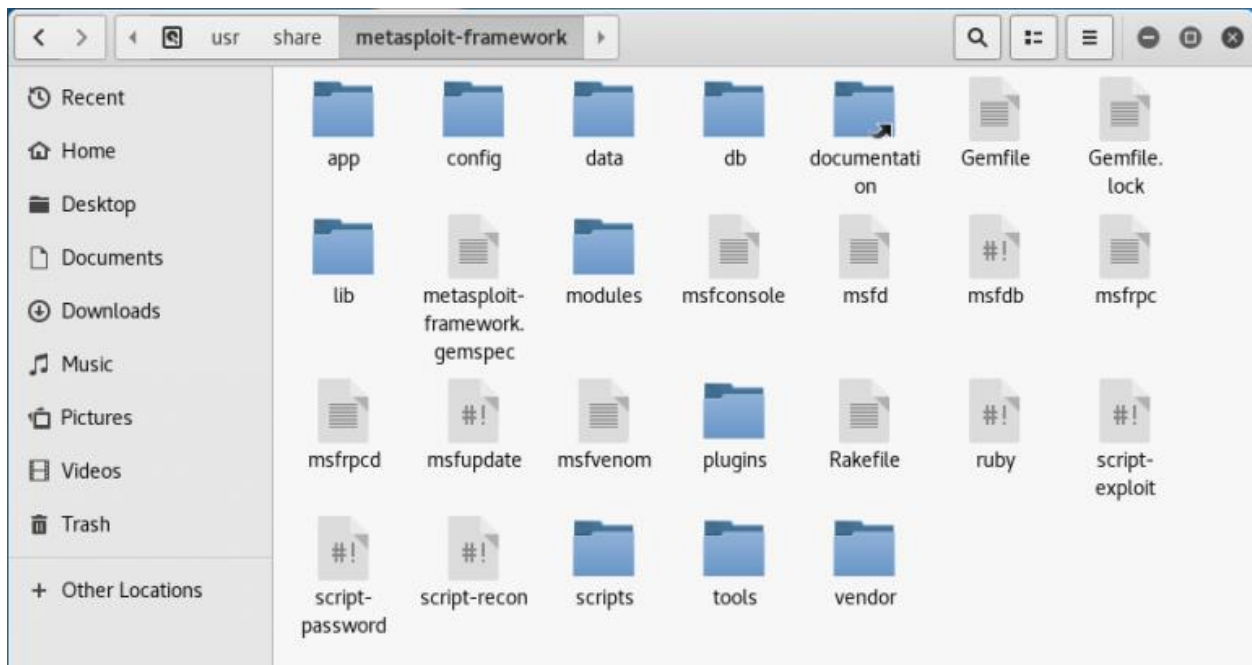 usr share metasploit-framework
Recent
Home
Desktop
Documents
Downloads
Music
Pictures
Videos
Trash
+ Other Locations
app config data db documentati Gemfile Gemfile.
on lock
lib metasploit- modules msfconsole msfd #! msfdb msfrpc
framework.
gemspec
msfrpcd #! msfupdate msfvenom plugins Rakefile #! ruby #! script-
exploit
#! script- #! script-recon scripts tools vendor
password